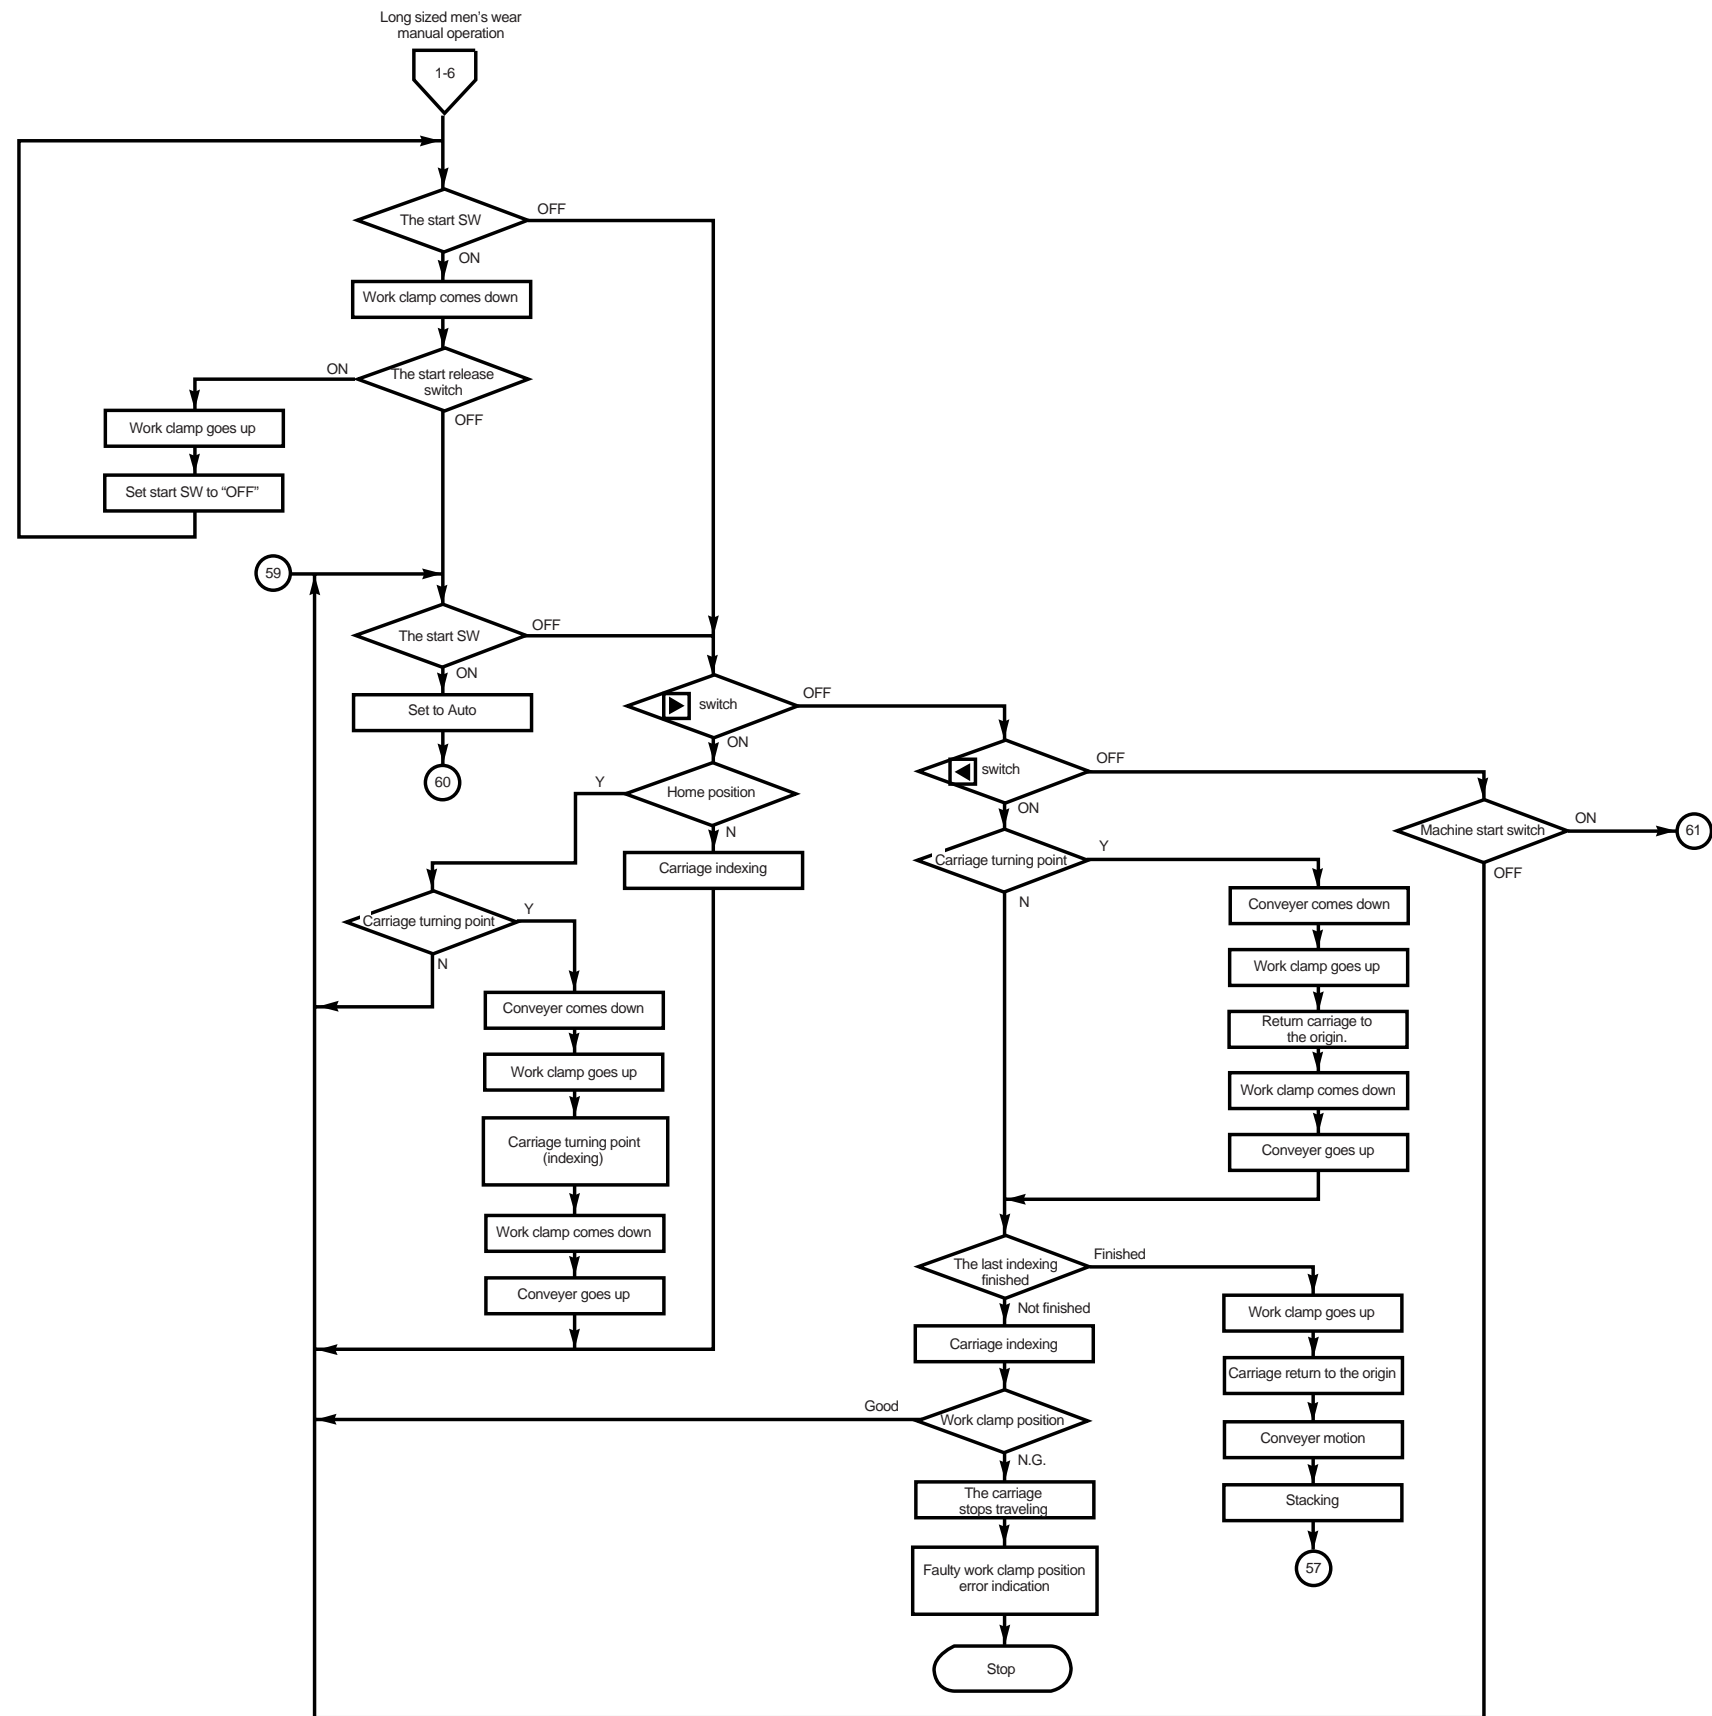 Long sized men's wear
manual operation
1-6
The start SW
OFF
ON
Work clamp comes down
The start release
switch
ON
OFF
Work clamp goes up
Set start SW to “OFF”
59
The start SW
OFF
ON
Set to Auto
60
switch
OFF
ON
Home position
Y
N
Carriage indexing
Carriage turning point
Y
N
Conveyer comes down
Work clamp goes up
Carriage turning point
(indexing)
Work clamp comes down
Conveyer goes up
switch
OFF
ON
Machine start switch
ON
61
OFF
Carriage turning point
Y
N
Conveyer comes down
Work clamp goes up
Return carriage to
the origin.
Work clamp comes down
Conveyer goes up
The last indexing
finished
Finished
Not finished
Carriage indexing
Work clamp position
Good
N.G.
The carriage
stops traveling
Faulty work clamp position
error indication
Stop
Work clamp goes up
Carriage return to the origin
Conveyer motion
Stacking
57